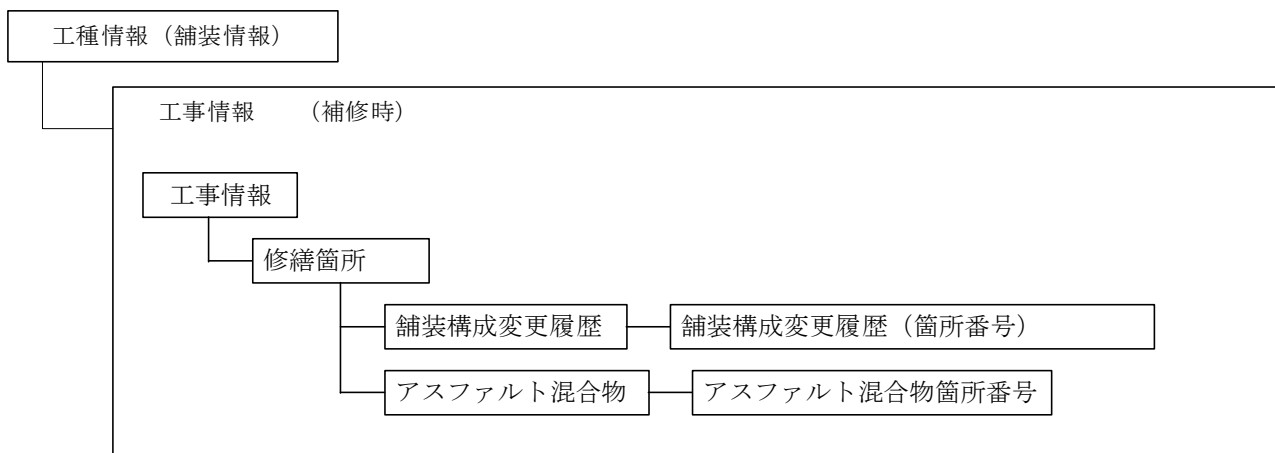 工種情報（舗装情報）
工事情報　　（補修時）
工事情報
修繕箇所
舗装構成変更履歴
舗装構成変更履歴（箇所番号）
アスファルト混合物
アスファルト混合物箇所番号